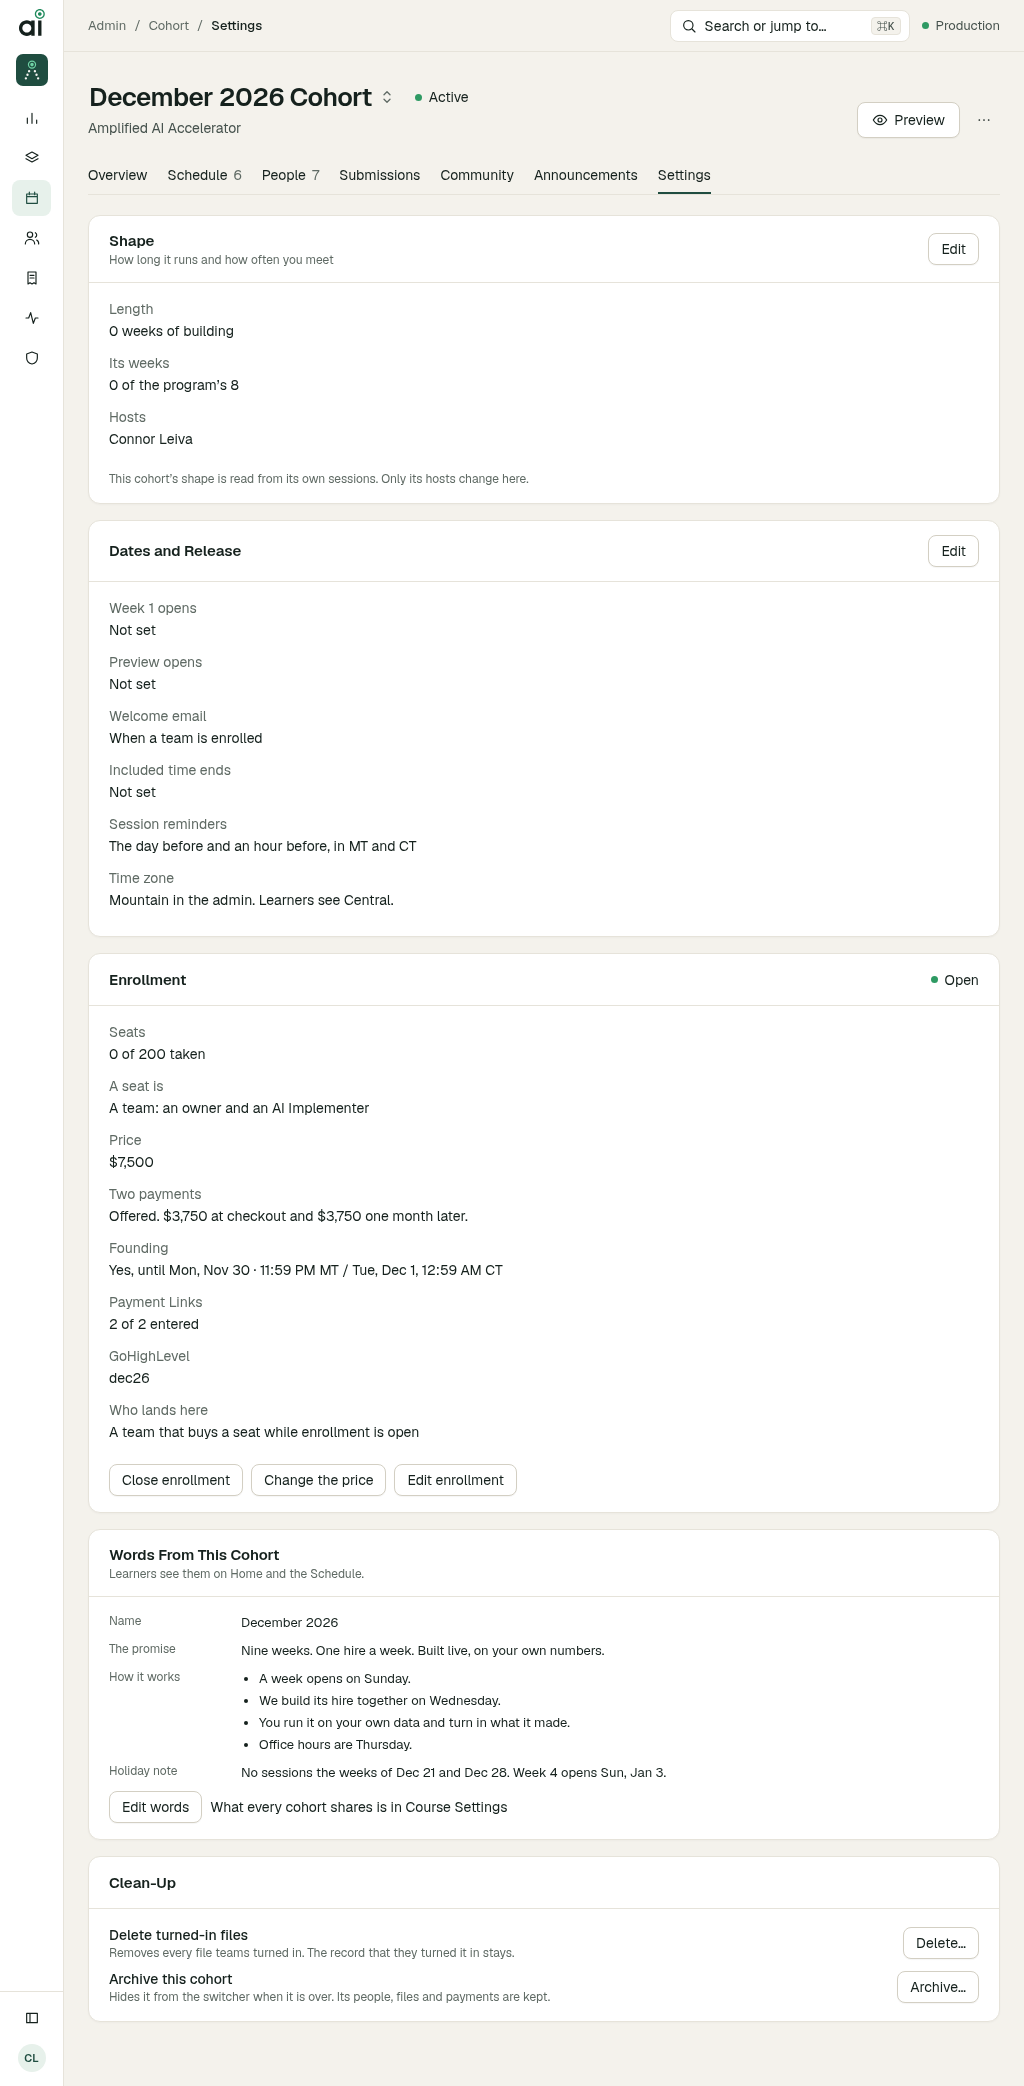 ai
Admin / Cohort / Settings
Search or jump to...
⌘K
Production
December 2026 Cohort
Active
Amplified AI Accelerator
Preview
Overview
Schedule 6
People 7
Submissions
Community
Announcements
Settings
Shape
How long it runs and how often you meet
Edit
Length
0 weeks of building
Its weeks
0 of the program's 8
Hosts
Connor Leiva
This cohort's shape is read from its own sessions. Only its hosts change here.
Dates and Release
Edit
Week 1 opens
Not set
Preview opens
Not set
Welcome email
When a team is enrolled
Included time ends
Not set
Session reminders
The day before and an hour before, in MT and CT
Time zone
Mountain in the admin. Learners see Central.
Enrollment
Open
Seats
0 of 200 taken
A seat is
A team: an owner and an AI Implementer
Price
$7,500
Two payments
Offered. $3,750 at checkout and $3,750 one month later.
Founding
Yes, until Mon, Nov 30 · 11:59 PM MT / Tue, Dec 1, 12:59 AM CT
Payment Links
2 of 2 entered
GoHighLevel
dec26
Who lands here
A team that buys a seat while enrollment is open
Close enrollment
Change the price
Edit enrollment
Words From This Cohort
Learners see them on Home and the Schedule.
Name
December 2026
The promise
Nine weeks. One hire a week. Built live, on your own numbers.
How it works
• A week opens on Sunday.
• We build its hire together on Wednesday.
• You run it on your own data and turn in what it made.
• Office hours are Thursday.
Holiday note
No sessions the weeks of Dec 21 and Dec 28. Week 4 opens Sun, Jan 3.
Edit words
What every cohort shares is in Course Settings
Clean-Up
Delete turned-in files
Removes every file teams turned in. The record that they turned it in stays.
Delete...
Archive this cohort
Hides it from the switcher when it is over. Its people, files and payments are kept.
Archive...
CL